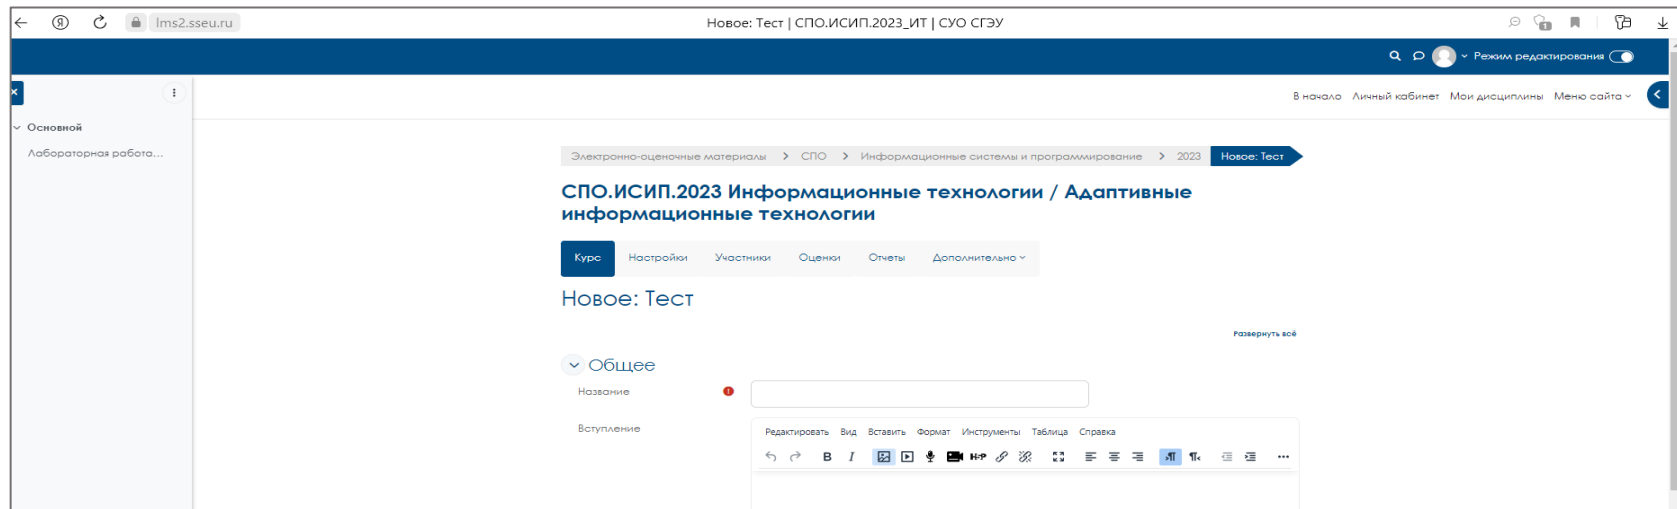 lms2.sseu.ru
Новое: Тест | СПО.ИСИП.2023_ИТ | СУО СГЭУ
1
Режим редактирования
В начало Личный кабинет Мои дисциплины Меню сайта
Основной
Лабораторная работа...
Электронно-оценочные материалы > СПО > Информационные системы и программирование > 2023 Новое: Тест
СПО.ИСИП.2023 Информационные технологии / Адаптивные
информационные технологии
Курс Настройки Участники Оценки Отчеты Дополнительно
Новое: Тест
Развернуть всё
Общее
Название
Вступление
Редактировать Вид Вставить Формат Инструменты Таблица Справка
B I H-P